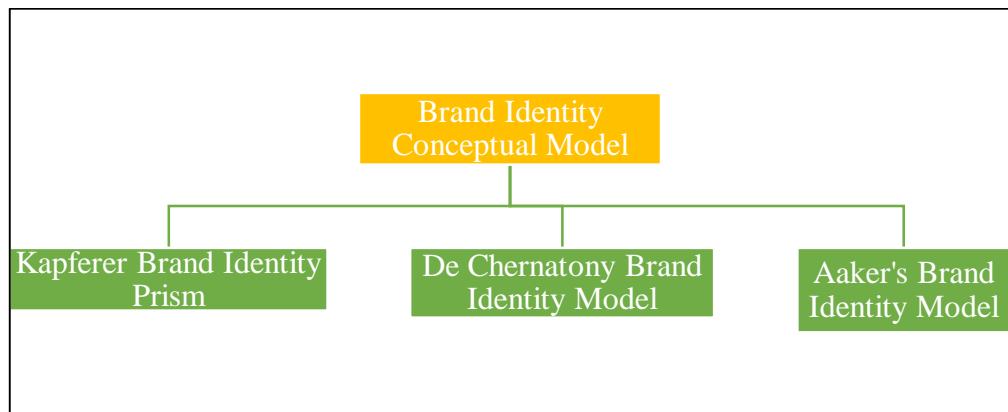 Brand Identity
Conceptual Model
Kapferer Brand Identity
Prism
De Chernatony Brand
Identity Model
Aaker's Brand
Identity Model